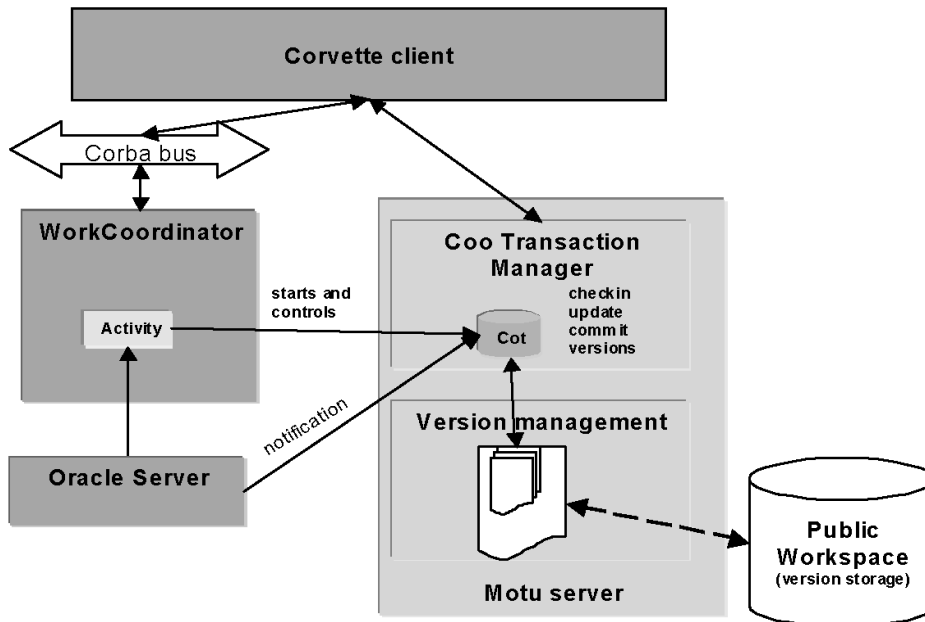 Corvette client
Corba bus
WorkCoordinator
Coo Transaction
Manager
starts and
controls
checkin
update
commit
versions
Activity
Cot
notification
Version management
Oracle Server
Public
Workspace
(version storage)
Motu server